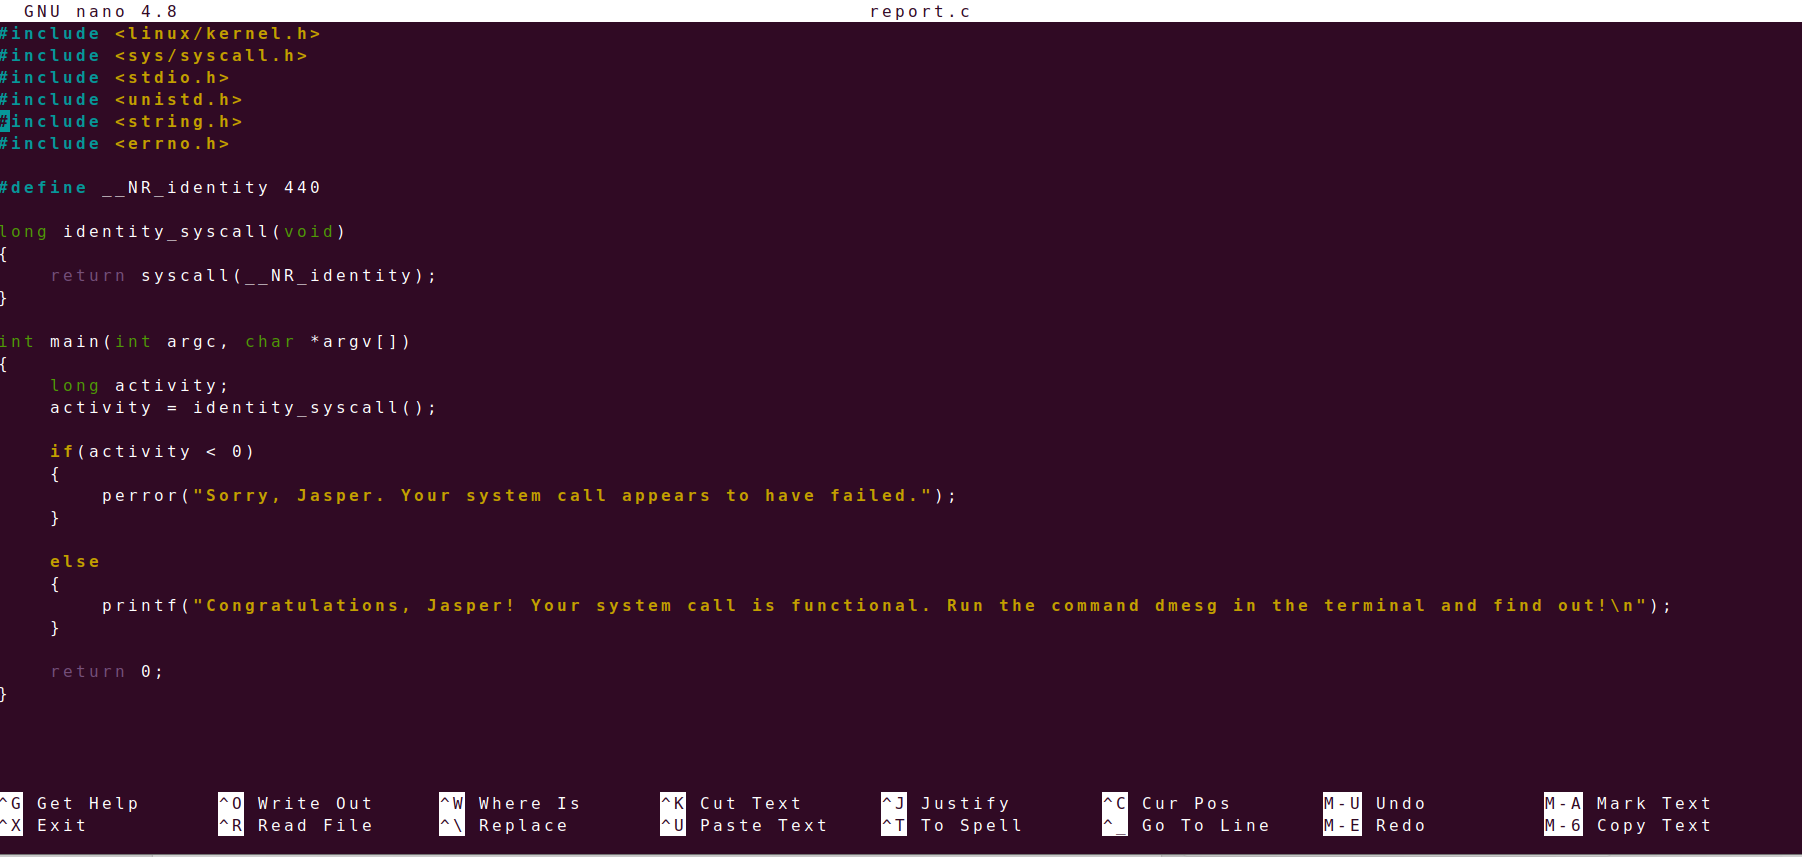 GNU nano 4.8 report.c
#include <linux/kernel.h>
#include <sys/syscall.h>
#include <stdio.h>
#include <unistd.h>
#include <string.h>
#include <errno.h>

#define __NR_identity 440

long identity_syscall(void)
{
    return syscall(__NR_identity);
}

int main(int argc, char *argv[])
{
    long activity;
    activity = identity_syscall();

    if(activity < 0)
    {
        perror("Sorry, Jasper. Your system call appears to have failed.");
    }

    else
    {
        printf("Congratulations, Jasper! Your system call is functional. Run the command dmesg in the terminal and find out!\n");
    }

    return 0;
}

^G Get Help ^O Write Out ^W Where Is ^K Cut Text ^J Justify ^C Cur Pos M-U Undo M-A Mark Text
^X Exit ^R Read File ^\ Replace ^U Paste Text ^T To Spell ^_ Go To Line M-E Redo M-6 Copy Text